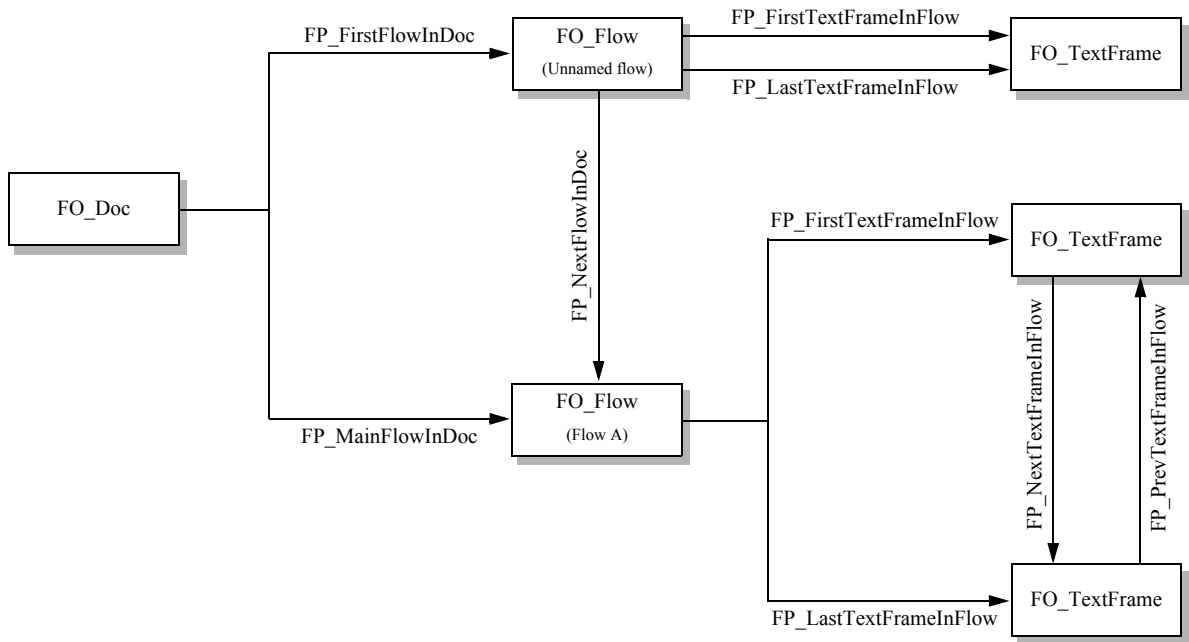 FP_FirstFlowInDoc
FO_Flow
(Unnamed flow)
FP_FirstTextFrameInFlow
FP_LastTextFrameInFlow
FO_TextFrame
FO_Doc
FP_NextFlowInDoc
FP_FirstTextFrameInFlow
FO_TextFrame
FP_MainFlowInDoc
FO_Flow
(Flow A)
FP_NextTextFrameInFlow
FP_PrevTextFrameInFlow
FP_LastTextFrameInFlow
FO_TextFrame